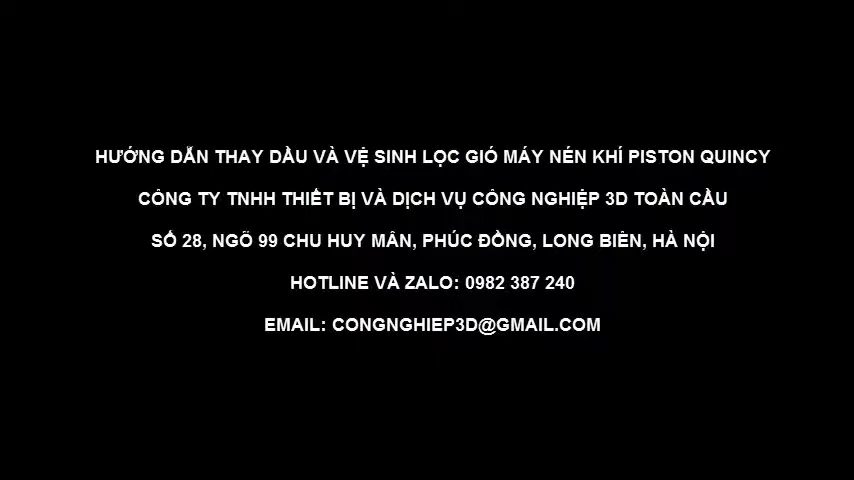 HƯỚNG DẪN THAY DẦU VÀ VỆ SINH LỌC GIÓ MÁY NÉN KHÍ PISTON QUINCY
CÔNG TY TNHH THIẾT BỊ VÀ DỊCH VỤ CÔNG NGHIỆP 3D TOÀN CẦU
SỐ 28, NGÕ 99 CHU HUY MÂN, PHÚC ĐỒNG, LONG BIÊN, HÀ NỘI
HOTLINE VÀ ZALO: 0982 387 240
EMAIL: CONGNGHIEP3D@GMAIL.COM